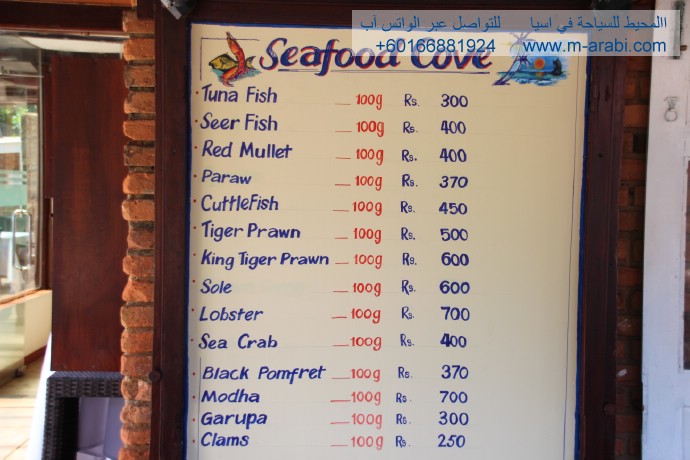 االمحيط للسياحة في اسيا للتواصل عبر الواتس أب
www.m-arabi.com +60166881924
Seafood Cove
Tuna Fish 100g Rs. 300
Seer Fish 100g Rs. 400
Red Mullet 100g Rs. 400
Paraw 100g Rs. 370
CuttleFish 100g Rs. 450
Tiger Prawn 100g Rs. 500
King Tiger Prawn 100g Rs. 600
Sole 100g Rs. 600
Lobster 100g Rs. 700
Sea Crab 100g Rs. 400
Black Pomfret 100g Rs. 370
Modha 100g Rs. 700
Garupa 100g Rs. 300
Clams 100g Rs. 250